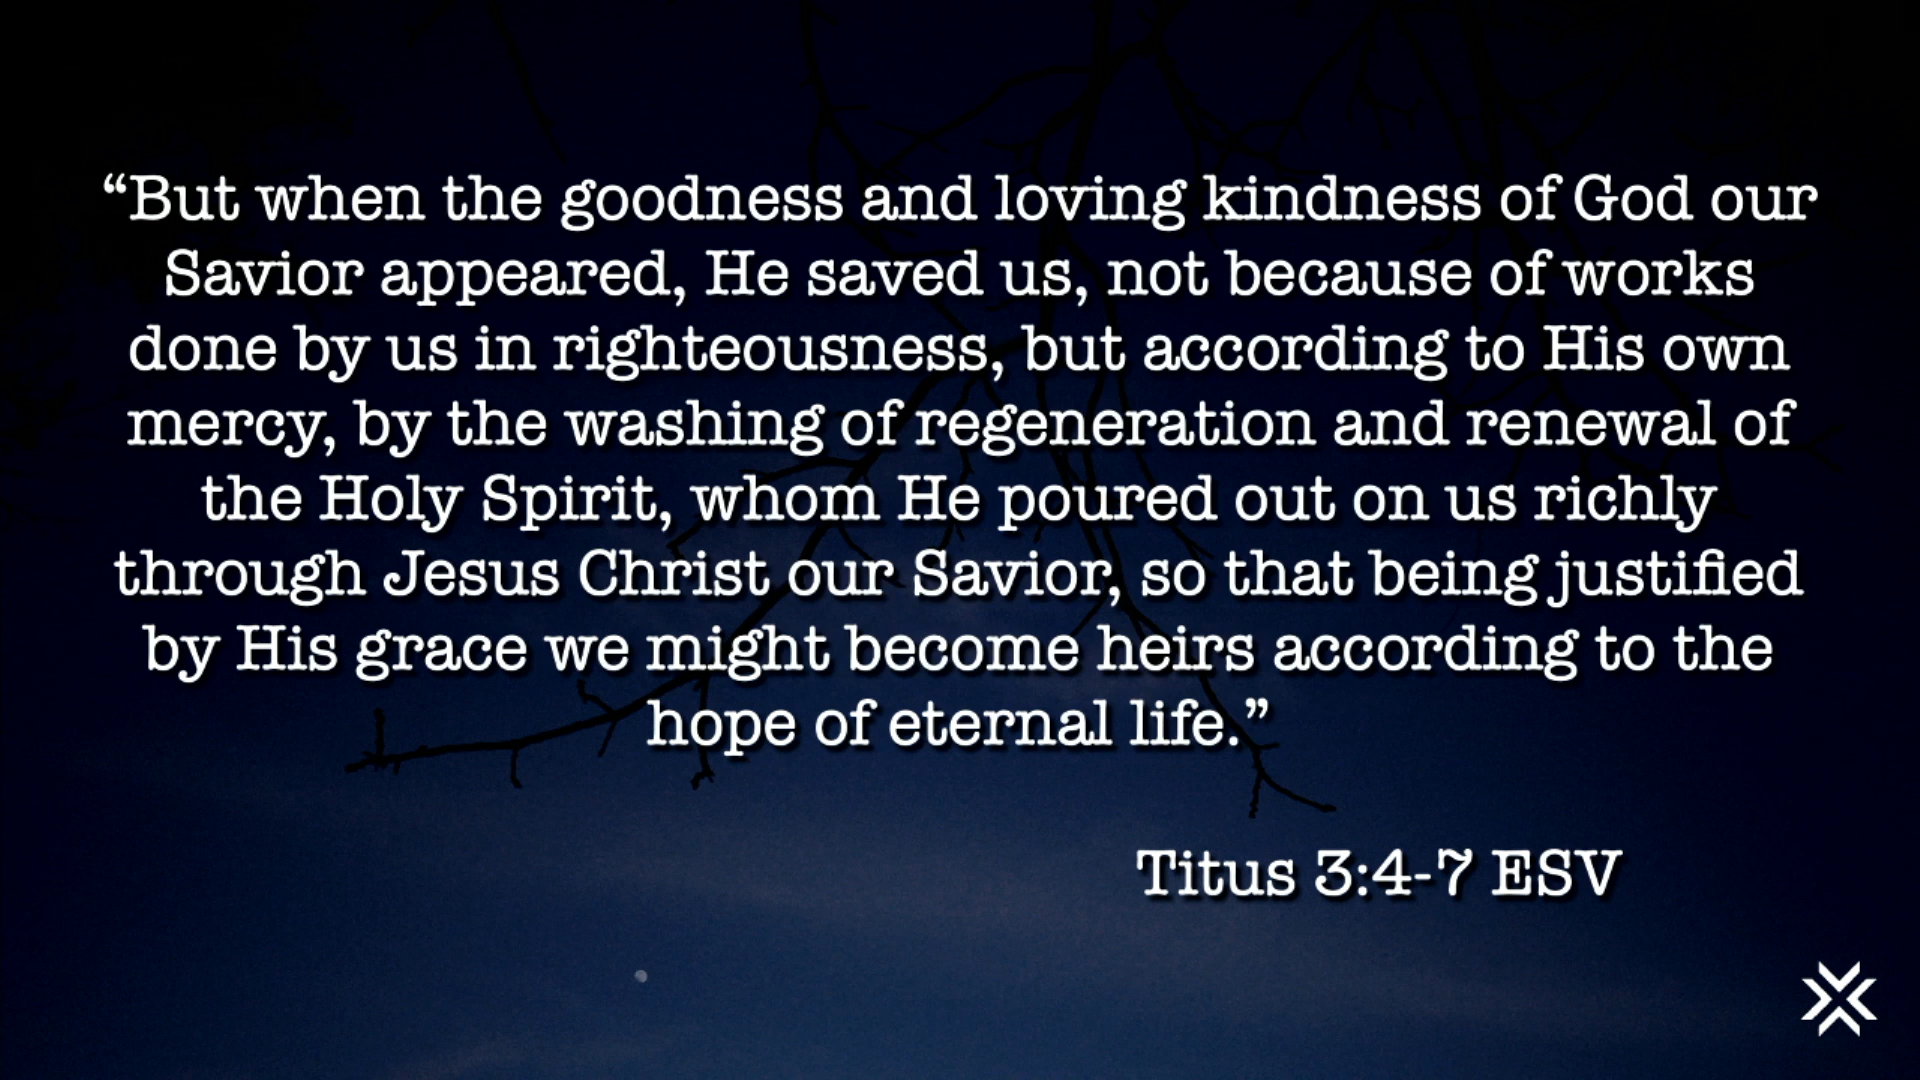 “But when the goodness and loving kindness of God our
Savior appeared, He saved us, not because of works
done by us in righteousness, but according to His own
mercy, by the washing of regeneration and renewal of
the Holy Spirit, whom He poured out on us richly
through Jesus Christ our Savior, so that being justified
by His grace we might become heirs according to the
hope of eternal life.”
Titus 3:4-7 ESV